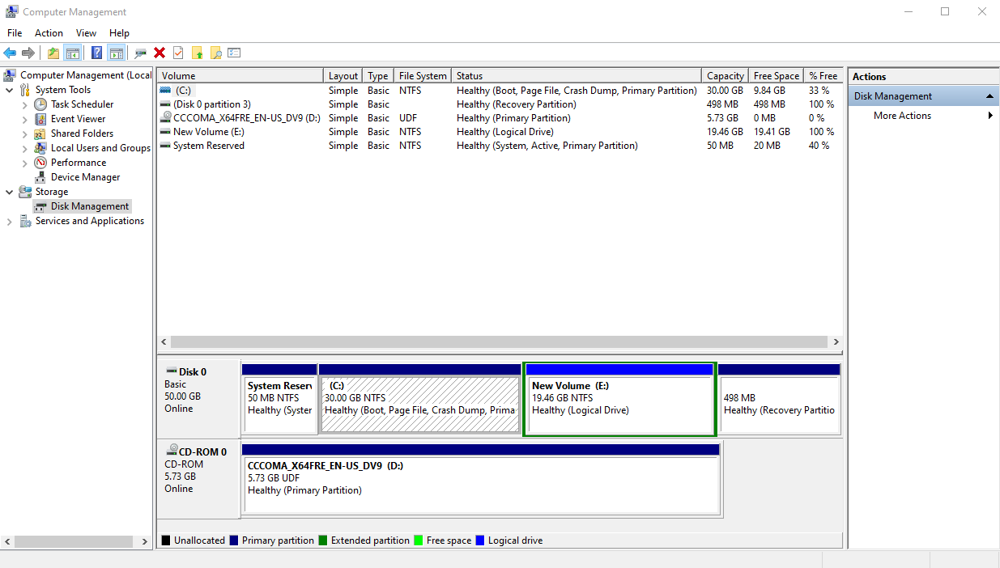 Computer Management
File Action View Help
Computer Management (Local
System Tools
Task Scheduler
Event Viewer
Shared Folders
Local Users and Groups
Performance
Device Manager
Storage
Disk Management
Services and Applications
Volume Layout Type File System Status Capacity Free Space % Free
(C:) Simple Basic NTFS Healthy (Boot, Page File, Crash Dump, Primary Partition) 30.00 GB 9.84 GB 33 %
(Disk 0 partition 3) Simple Basic Healthy (Recovery Partition) 498 MB 498 MB 100 %
CCCOMA_X64FRE_EN-US_DV9 (D:) Simple Basic UDF Healthy (Primary Partition) 5.73 GB 0 MB 0 %
New Volume (E:) Simple Basic NTFS Healthy (Logical Drive) 19.46 GB 19.41 GB 100 %
System Reserved Simple Basic NTFS Healthy (System, Active, Primary Partition) 50 MB 20 MB 40 %
Actions
Disk Management
More Actions
Disk 0
Basic
50.00 GB
Online
System Reserv
50 MB NTFS
Healthy (Syster
(C:)
30.00 GB NTFS
Healthy (Boot, Page File, Crash Dump, Prima
New Volume (E:)
19.46 GB NTFS
Healthy (Logical Drive)
498 MB
Healthy (Recovery Partitio
CD-ROM 0
CD-ROM
5.73 GB
Online
CCCOMA_X64FRE_EN-US_DV9 (D:)
5.73 GB UDF
Healthy (Primary Partition)
Unallocated Primary partition Extended partition Free space Logical drive